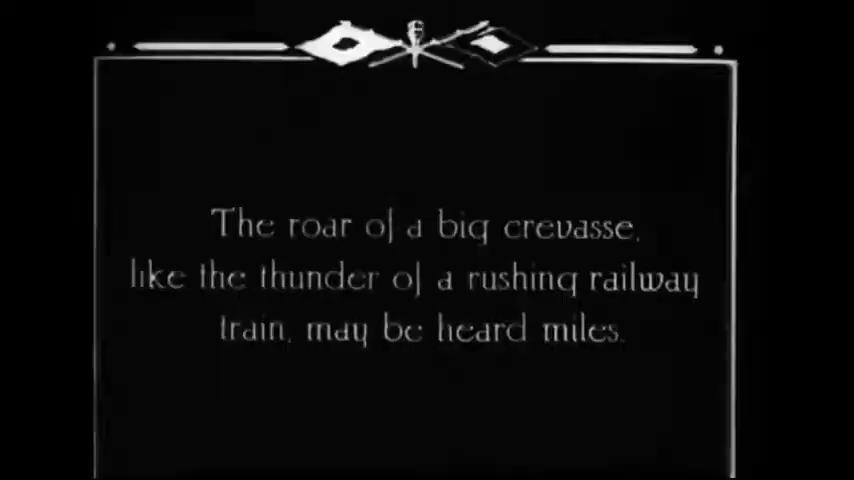 The roar of a big crevasse,
like the thunder of a rushing railway
train, may be heard miles.